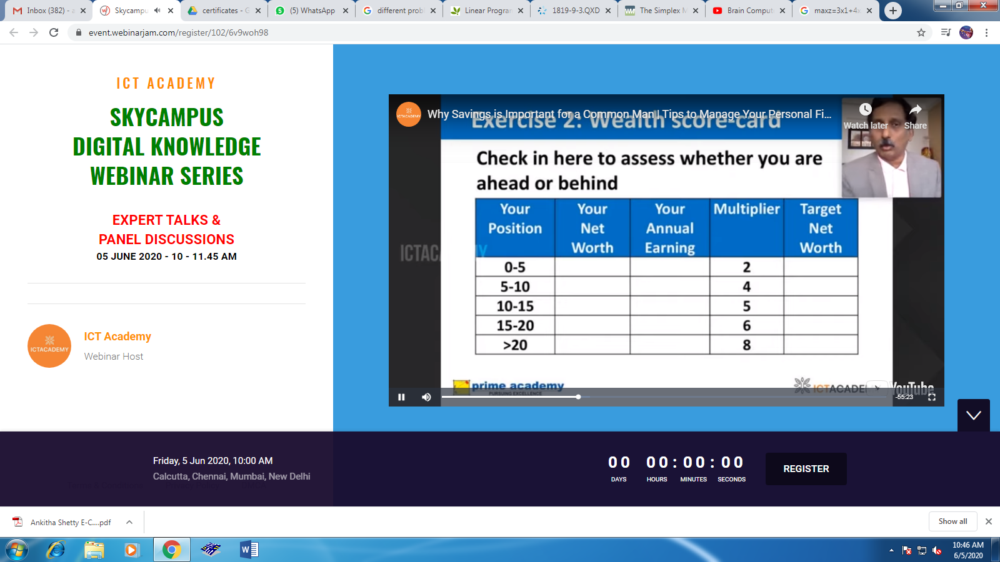 Inbox (382) - a
Skycampu
certificates - G
(5) WhatsApp
different prob
Linear Program
1819-9-3.QXD
The Simplex M
Brain Comput
maxz=3x1+4x
event.webinarjam.com/register/102/6v9woh98
ICT ACADEMY
SKYCAMPUS
DIGITAL KNOWLEDGE
WEBINAR SERIES
EXPERT TALKS &
PANEL DISCUSSIONS
05 JUNE 2020 - 10 - 11.45 AM
ICTACADEMY
ICT Academy
Webinar Host
ICTACADEMY
Why Savings is Important for a Common Man | Tips to Manage Your Personal Fi...
Watch later
Share
Exercise 2: Wealth score-card
Check in here to assess whether you are
ahead or behind
Your Position Your Net Worth Your Annual Earning Multiplier Target Net Worth
0-5 2
5-10 4
10-15 5
15-20 6
>20 8
ICTAC
prime academy
PURSUING EXCELLENCE
ICTACADE
YouTube
-55:23
Friday, 5 Jun 2020, 10:00 AM
Calcutta, Chennai, Mumbai, New Delhi
00 00 : 00 : 00
DAYS HOURS MINUTES SECONDS
REGISTER
Ankitha Shetty E-C....pdf
Show all
10:46 AM
6/5/2020